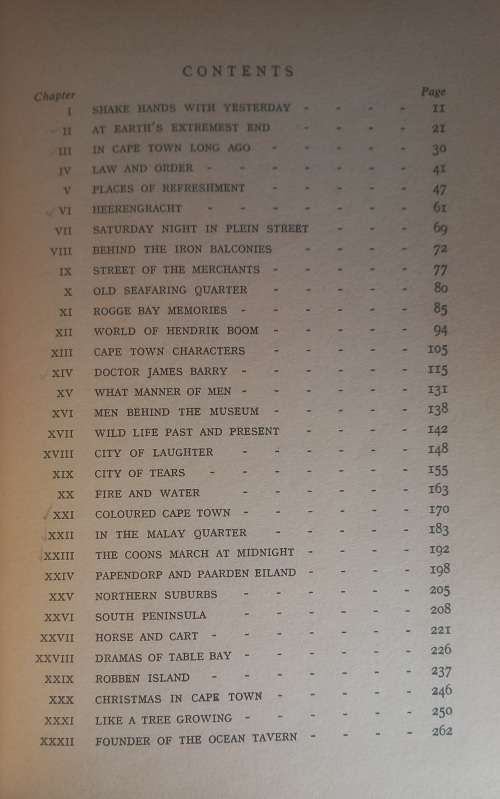 CONTENTS
Chapter Page
I SHAKE HANDS WITH YESTERDAY - - - - 11
II AT EARTH'S EXTREMEST END - - - - 21
III IN CAPE TOWN LONG AGO - - - - - 30
IV LAW AND ORDER - - - - - - - 41
V PLACES OF REFRESHMENT - - - - - 47
VI HEERENGRACHT - - - - - - - 61
VII SATURDAY NIGHT IN PLEIN STREET - - - 69
VIII BEHIND THE IRON BALCONIES - - - - 72
IX STREET OF THE MERCHANTS - - - - - 77
X OLD SEAFARING QUARTER - - - - - 80
XI ROGGE BAY MEMORIES - - - - - - 85
XII WORLD OF HENDRIK BOOM - - - - - 94
XIII CAPE TOWN CHARACTERS - - - - - 105
XIV DOCTOR JAMES BARRY - - - - - - 115
XV WHAT MANNER OF MEN - - - - - - 131
XVI MEN BEHIND THE MUSEUM - - - - - 138
XVII WILD LIFE PAST AND PRESENT - - - - 142
XVIII CITY OF LAUGHTER - - - - - - 148
XIX CITY OF TEARS - - - - - - - 155
XX FIRE AND WATER - - - - - - 163
XXI COLOURED CAPE TOWN - - - - - - 170
XXII IN THE MALAY QUARTER - - - - - 183
XXIII THE COONS MARCH AT MIDNIGHT - - - - 192
XXIV PAPENDORP AND PAARDEN EILAND - - - - 198
XXV NORTHERN SUBURBS - - - - - - 205
XXVI SOUTH PENINSULA - - - - - - 208
XXVII HORSE AND CART - - - - - - - 221
XXVIII DRAMAS OF TABLE BAY - - - - - - 226
XXIX ROBBEN ISLAND - - - - - - - 237
XXX CHRISTMAS IN CAPE TOWN - - - - - 246
XXXI LIKE A TREE GROWING - - - - - - 250
XXXII FOUNDER OF THE OCEAN TAVERN - - - - 262